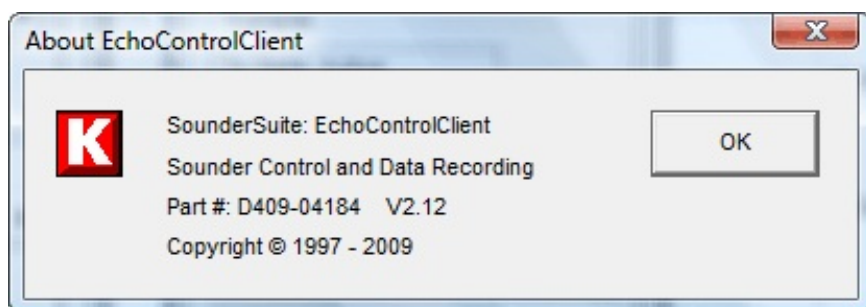 About EchoControlClient
K
SounderSuite: EchoControlClient
OK
Sounder Control and Data Recording
Part #: D409-04184 V2.12
Copyright © 1997 - 2009